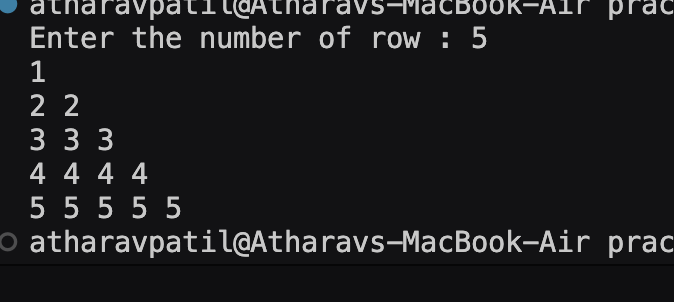 atharavpatil@Atharavs-MacBook-Air prac
Enter the number of row : 5
1
2 2
3 3 3
4 4 4 4
5 5 5 5 5
atharavpatil@Atharavs-MacBook-Air prac